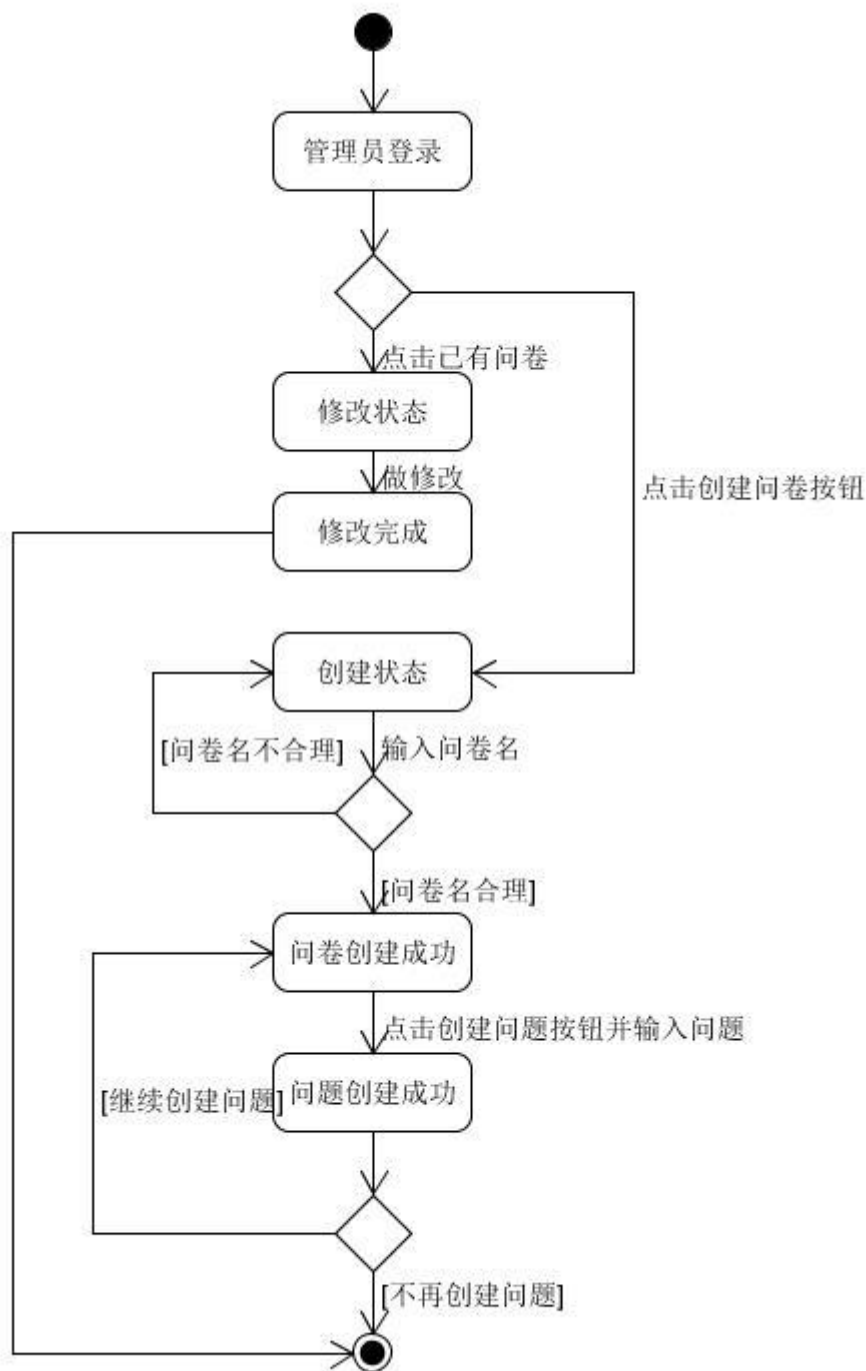 管理员登录
点击已有问卷
修改状态
做修改
点击创建问卷按钮
修改完成
创建状态
[问卷名不合理]
输入问卷名
[问卷名合理]
问卷创建成功
点击创建问题按钮并输入问题
[继续创建问题]
问题创建成功
[不再创建问题]